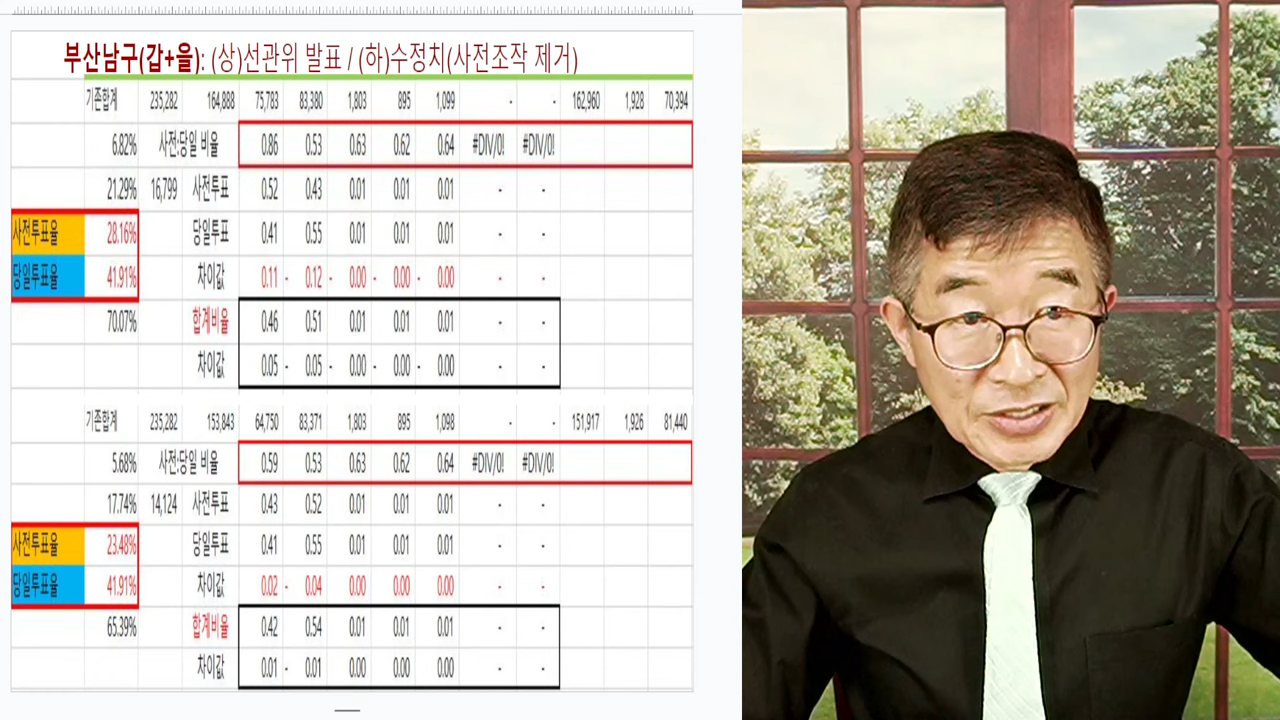 부산남구(갑+을): (상)선관위 발표 / (하)수정치(사전조작 제거)
기존합계 235,282 164,888 75,783 83,380 1,803 895 1,099 - - 162,960 1,928 70,394
6.82% 사전:당일 비율 0.86 0.53 0.63 0.62 0.64 #DIV/0! #DIV/0!
21.29% 16,799 사전투표 0.52 0.43 0.01 0.01 0.01 - -
사전투표율 28.16% 당일투표 0.41 0.55 0.01 0.01 0.01 - -
당일투표율 41.91% 차이값 0.11 - 0.12 - 0.00 - 0.00 - 0.00 - -
70.07% 합계비율 0.46 0.51 0.01 0.01 0.01 - -
차이값 0.05 - 0.05 - 0.00 - 0.00 - 0.00 - -
기존합계 235,282 153,843 64,750 83,371 1,803 895 1,098 - - 151,917 1,926 81,440
5.68% 사전:당일 비율 0.59 0.53 0.63 0.62 0.64 #DIV/0! #DIV/0!
17.74% 14,124 사전투표 0.43 0.52 0.01 0.01 0.01 - -
사전투표율 23.48% 당일투표 0.41 0.55 0.01 0.01 0.01 - -
당일투표율 41.91% 차이값 0.02 - 0.04 0.00 0.00 0.00 - -
65.39% 합계비율 0.42 0.54 0.01 0.01 0.01 - -
차이값 0.01 - 0.01 0.00 0.00 0.00 - -